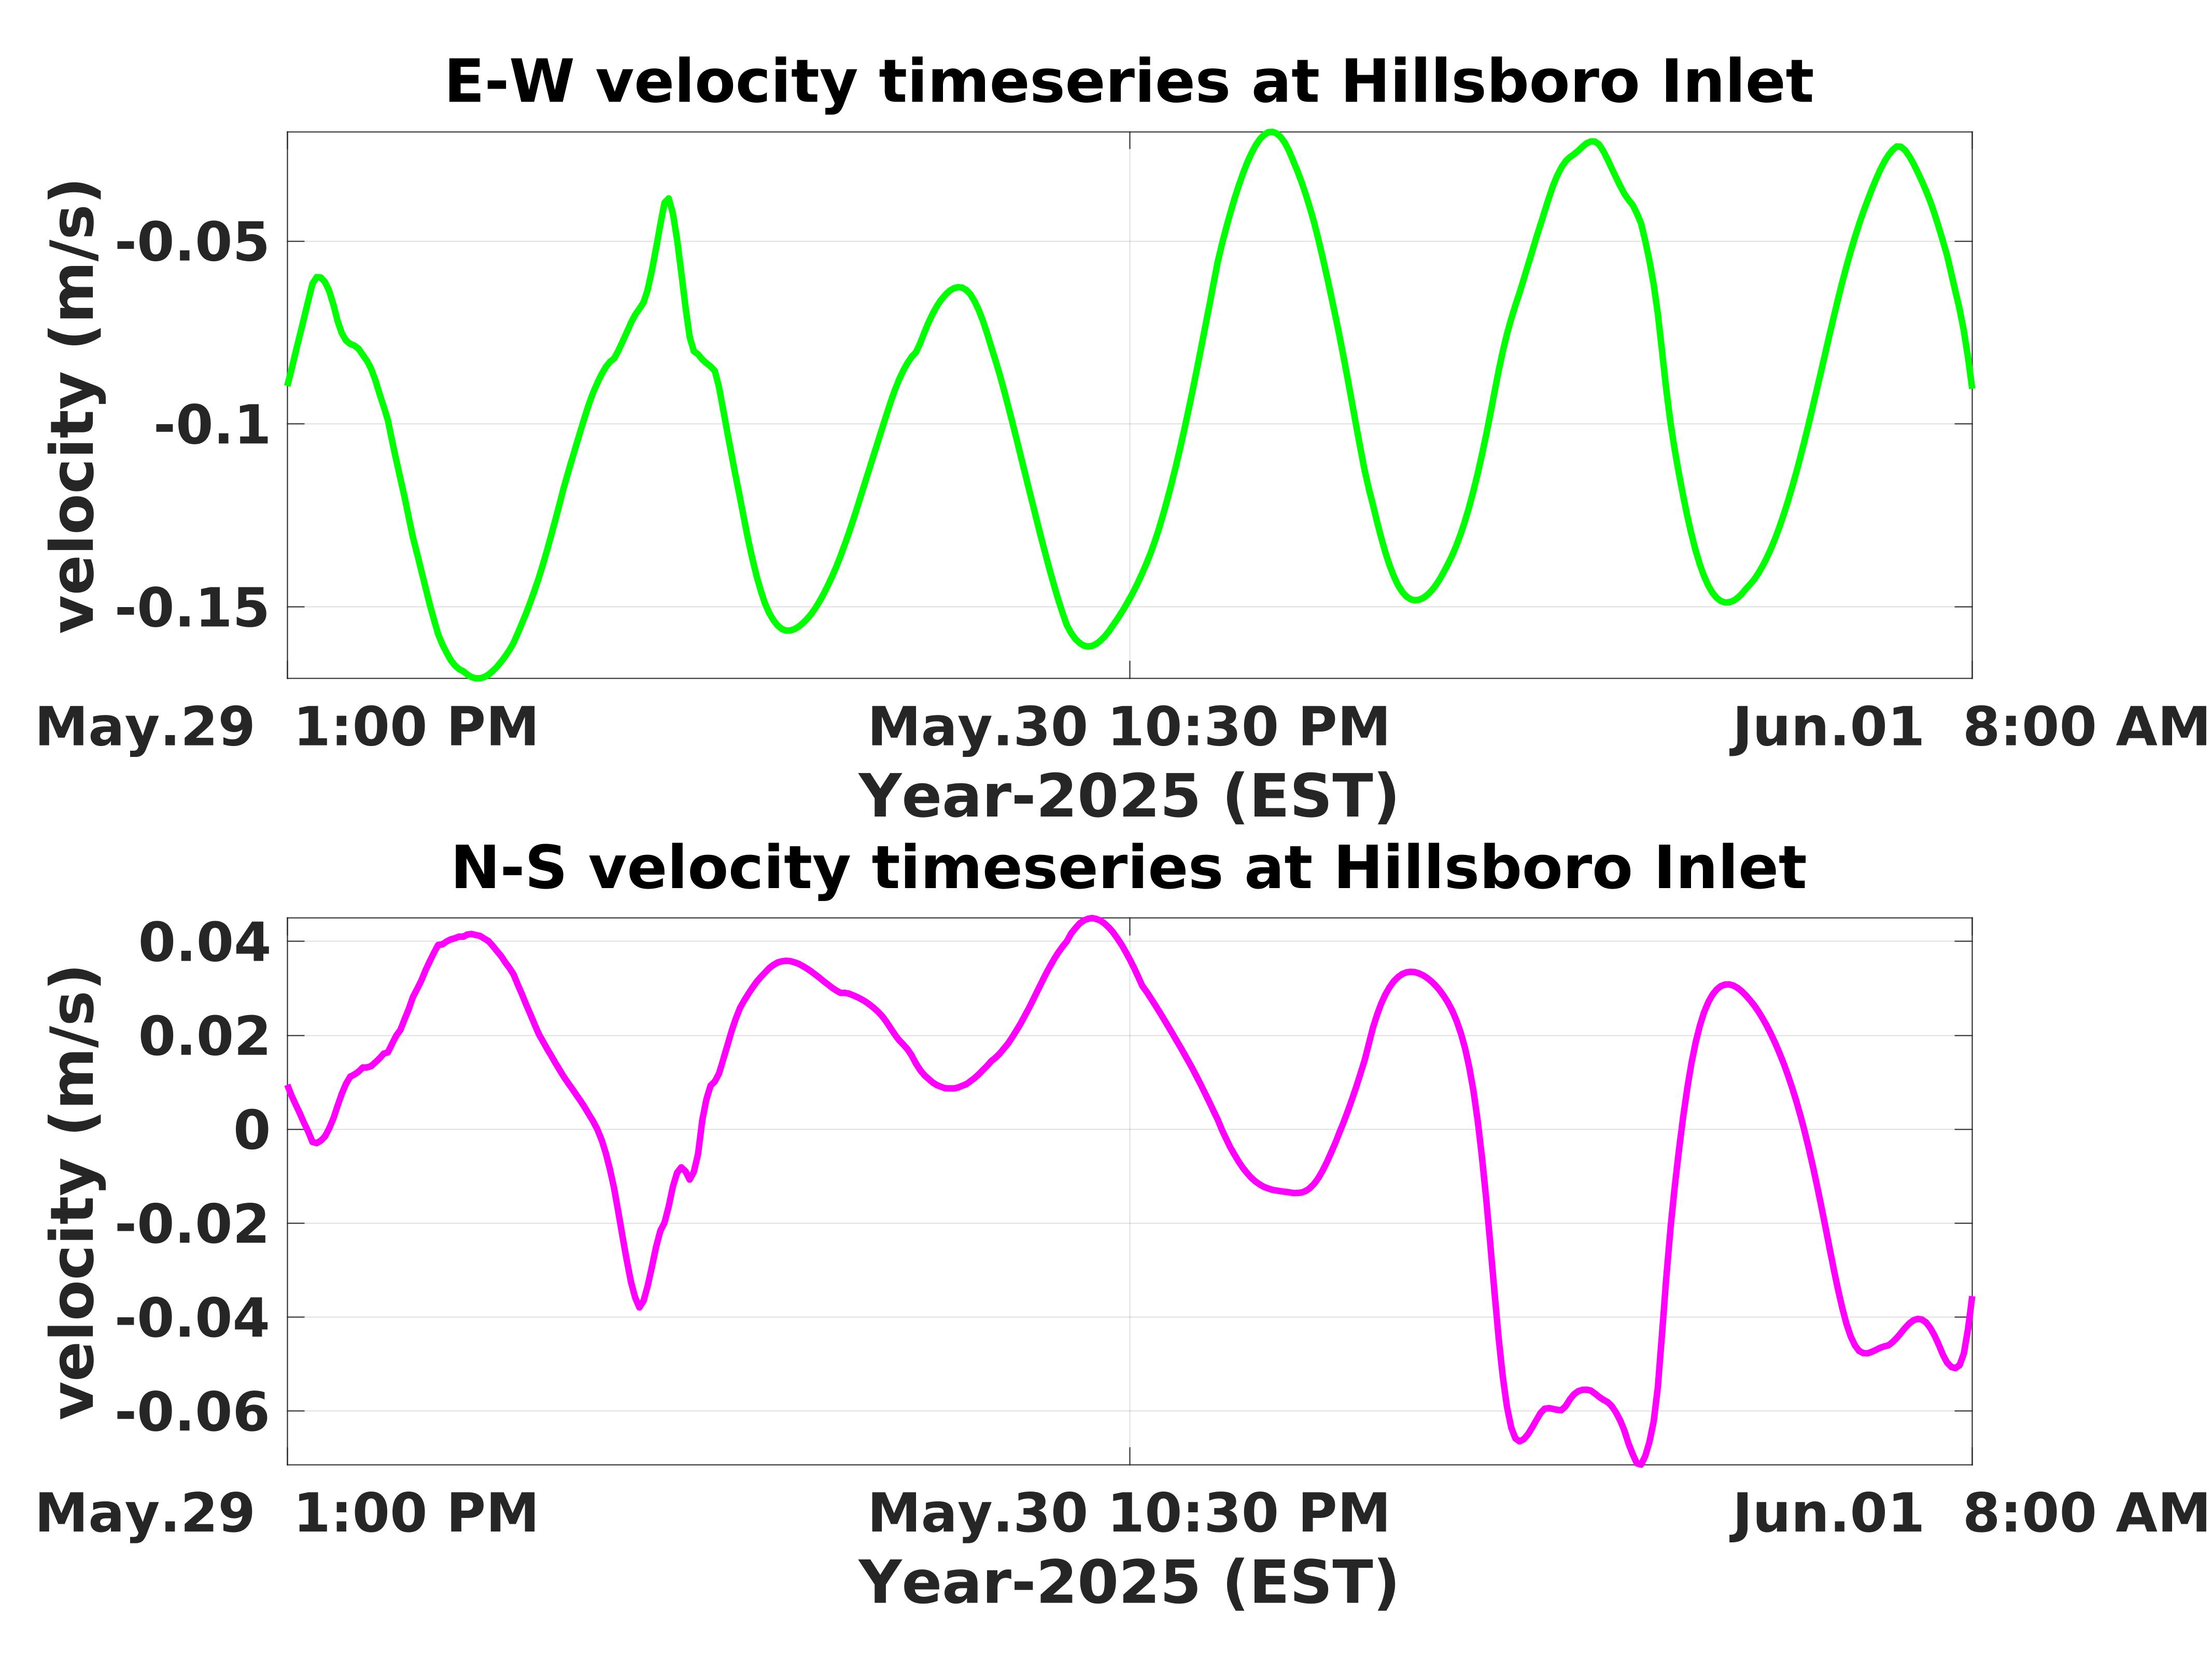 E-W velocity timeseries at Hillsboro Inlet
velocity (m/s)
-0.05
-0.1
-0.15
May.29 1:00 PM May.30 10:30 PM Jun.01 8:00 AM
Year-2025 (EST)
N-S velocity timeseries at Hillsboro Inlet
velocity (m/s)
0.04
0.02
0
-0.02
-0.04
-0.06
May.29 1:00 PM May.30 10:30 PM Jun.01 8:00 AM
Year-2025 (EST)